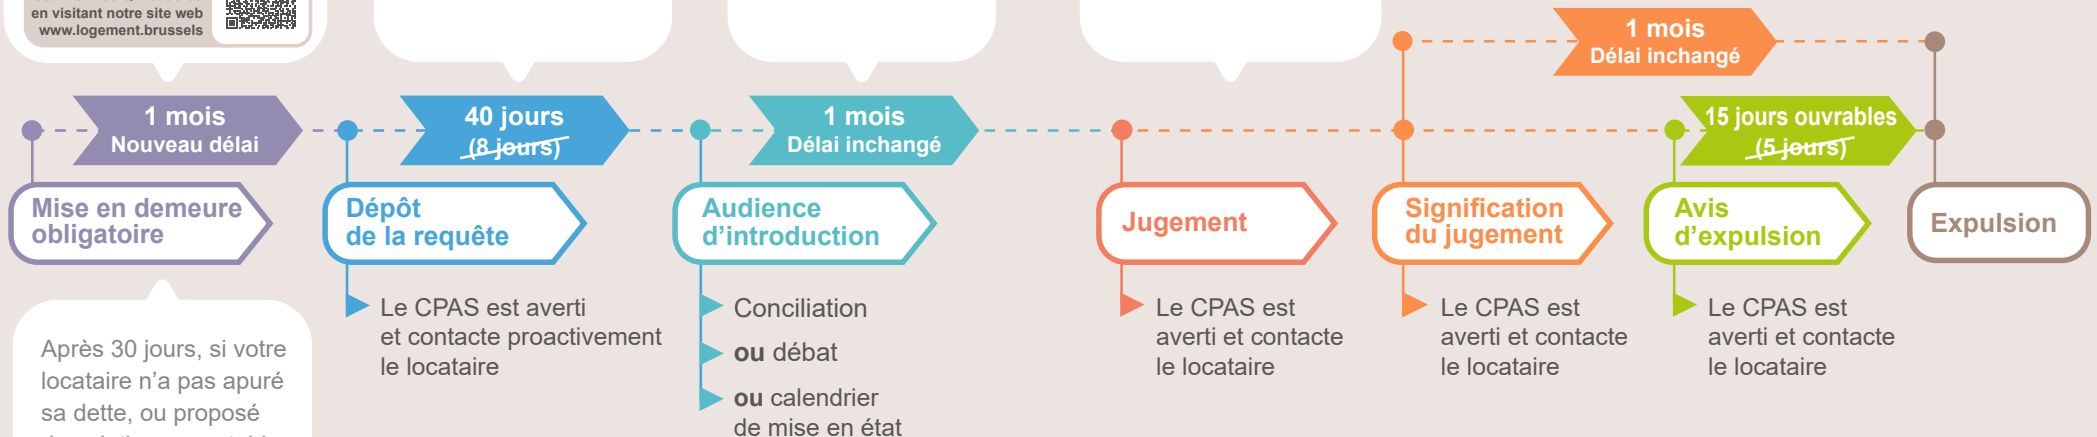 en visitant notre site web
www.logement.brussels
1 mois
Délai inchangé
1 mois
Nouveau délai
40 jours
(8 jours)
1 mois
Délai inchangé
15 jours ouvrables
(5 jours)
Mise en demeure
obligatoire
Dépôt
de la requête
Audience
d’introduction
Jugement
Signification
du jugement
Avis
d’expulsion
Expulsion
Après 30 jours, si votre
locataire n’a pas apuré
sa dette, ou proposé
Le CPAS est averti
et contacte proactivement
le locataire
Conciliation
ou débat
ou calendrier
de mise en état
Le CPAS est
averti et contacte
le locataire
Le CPAS est
averti et contacte
le locataire
Le CPAS est
averti et contacte
le locataire